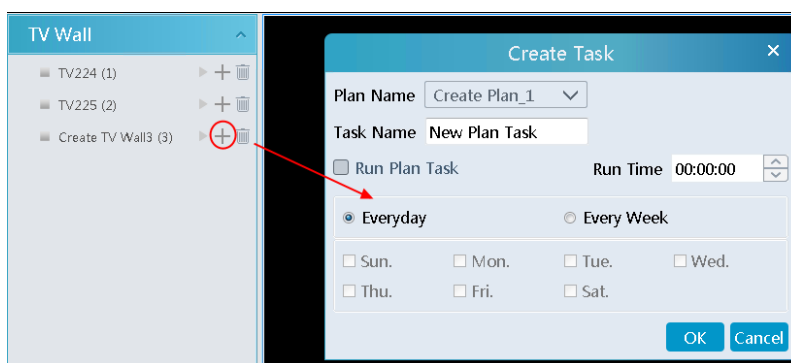 TV Wall
TV224 (1)
TV225 (2)
Create TV Wall3 (3)
Create Task
Plan Name Create Plan_1
Task Name New Plan Task
Run Plan Task Run Time 00:00:00
Everyday Every Week
Sun. Mon. Tue. Wed.
Thu. Fri. Sat.
OK Cancel